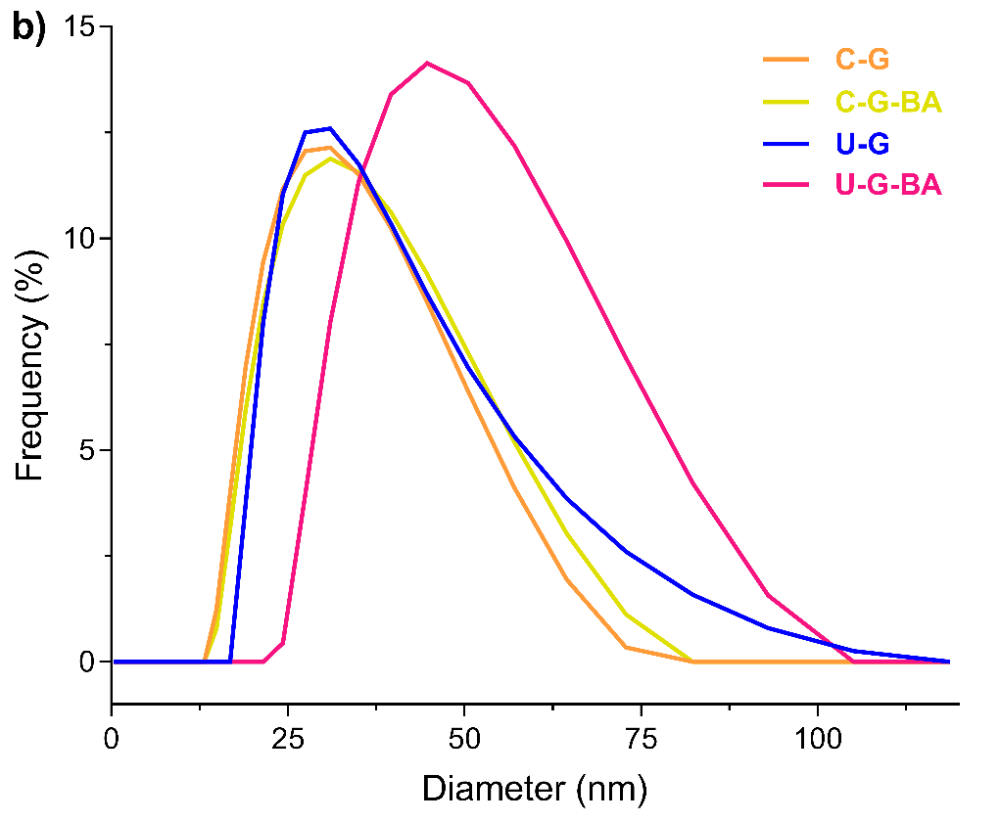 b)
15
10
5
0
Frequency (%)
C-G
C-G-BA
U-G
U-G-BA
0 25 50 75 100
Diameter (nm)